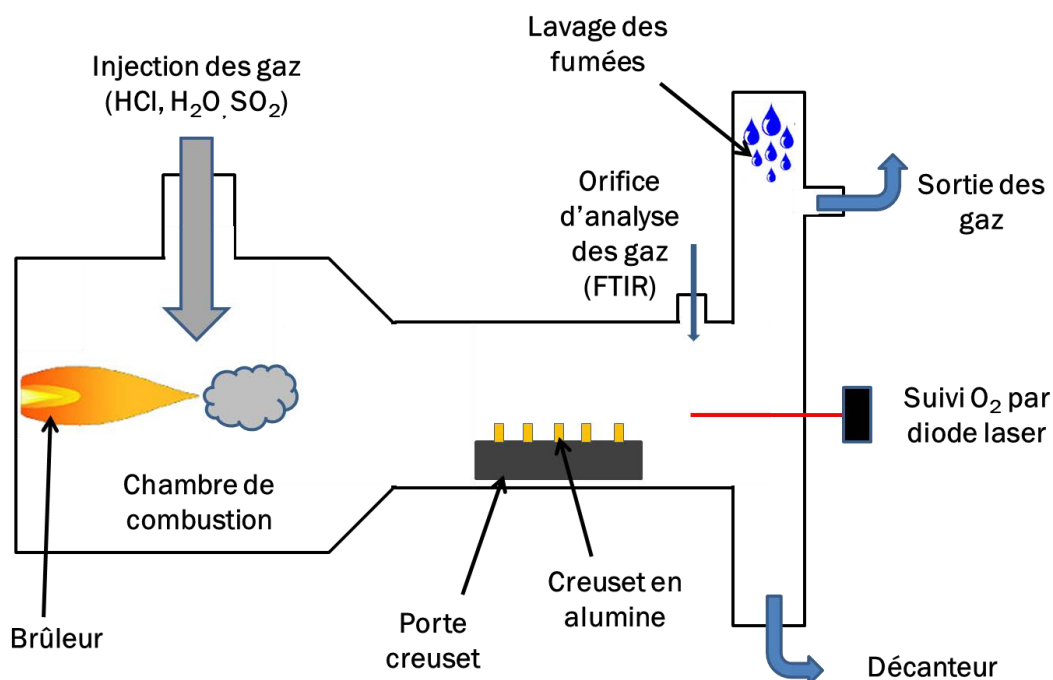 Lavage des
fumées
Injection des gaz
(HCl, H₂O, SO₂)
Orifice
d'analyse
des gaz
(FTIR)
Sortie des
gaz
Suivi O₂ par
diode laser
Chambre de
combustion
Creuset en
alumine
Porte
creuset
Brûleur
Décanteur